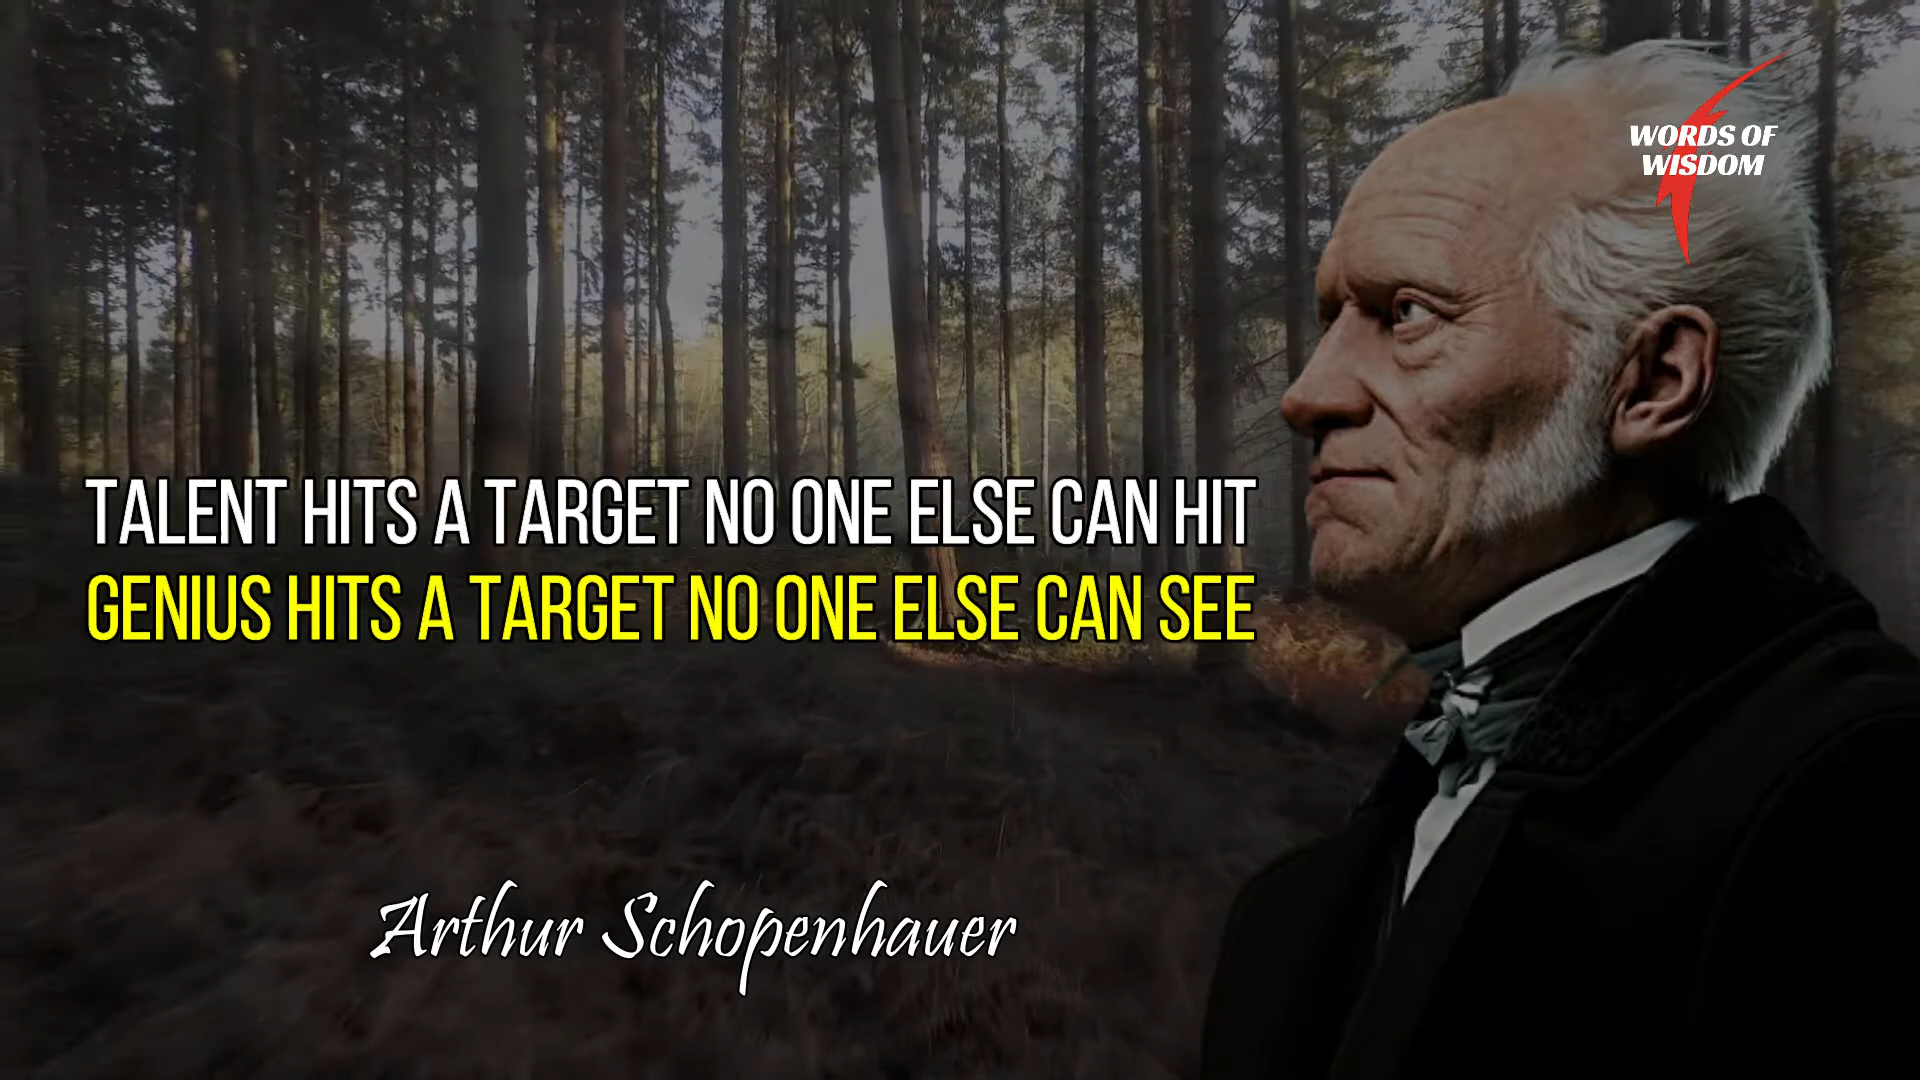 WORDS OF
WISDOM
TALENT HITS A TARGET NO ONE ELSE CAN HIT
GENIUS HITS A TARGET NO ONE ELSE CAN SEE
Arthur Schopenhauer